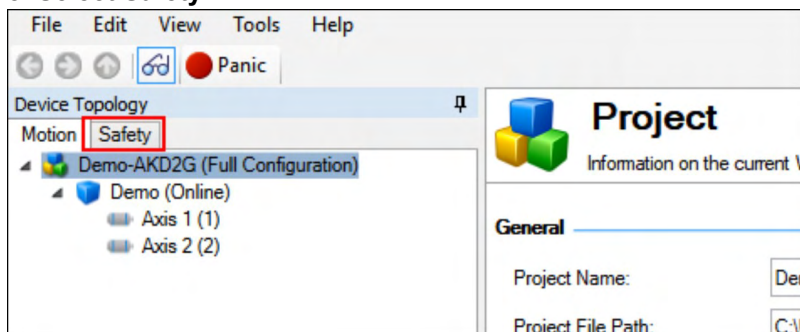 File Edit View Tools Help
Panic
Device Topology
Motion Safety
Demo-AKD2G (Full Configuration)
Demo (Online)
Axis 1 (1)
Axis 2 (2)
Project
Information on the current
General
Project Name:
Project File Path: